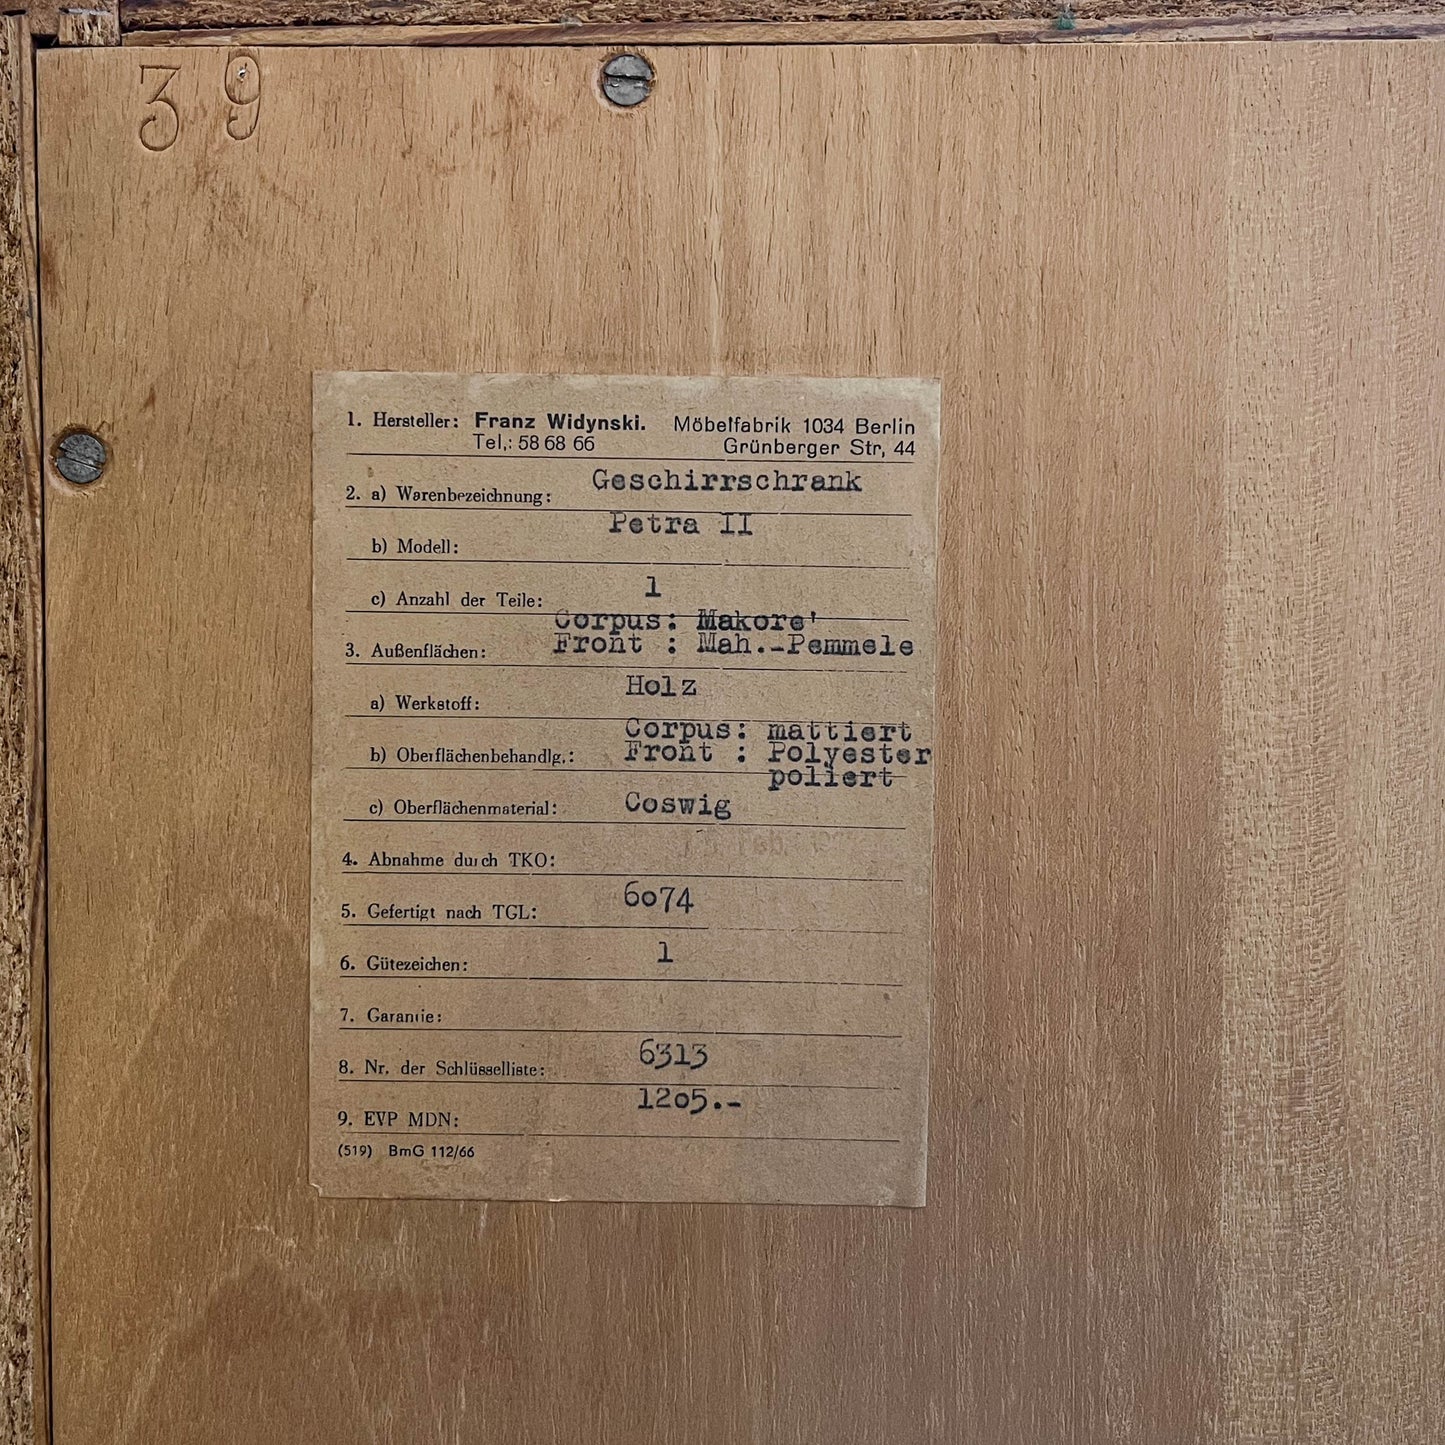 39
1. Hersteller: Franz Widynski. Möbelfabrik 1034 Berlin
Tel.: 58 68 66 Grünberger Str, 44
Geschirrschrank
2. a) Warenbezeichnung:
Petra II
b) Modell:
1
c) Anzahl der Teile:
Corpus: Makore'
Front : Mah.-Pemmele
3. Außenflächen:
Holz
a) Werkstoff:
Corpus: mattiert
b) Oberflächenbehandlg.: Front : Polyester
poliert
c) Oberflächenmaterial: Coswig
4. Abnahme durch TKO:
5. Gefertigt nach TGL: 6074
6. Gütezeichen: 1
7. Garantie:
8. Nr. der Schlüsselliste: 6313
1205.-
9. EVP MDN:
(519) BmG 112/66